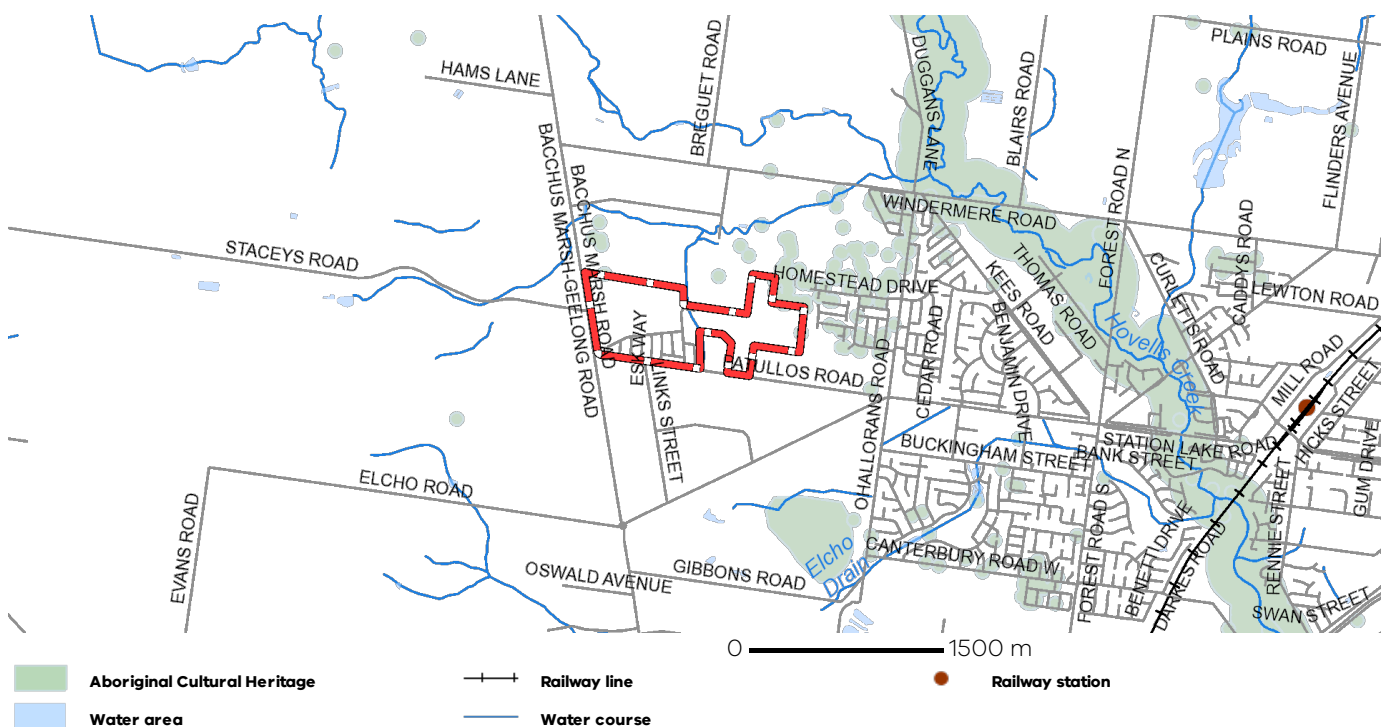 PLAINS ROAD
HAMS LANE
BREGUET ROAD
DUGGANS LANE
BLAIRS ROAD
FLINDERS AVENUE
BACCHUS MARSH-GEELONG ROAD
BACCHUS MARSH ROAD
FOREST ROAD N
WINDERMERE ROAD
STACEYS ROAD
HOMESTEAD DRIVE
KEES ROAD
THOMAS ROAD
CURLETTS ROAD
CADDYS ROAD
LEWTON ROAD
ESK WAY
LINKS STREET
ATULLOS ROAD
CEDAR ROAD
BENJAMIN DRIVE
Hovells Creek
MILL ROAD
HICKS STREET
OHALLORANS ROAD
BUCKINGHAM STREET
STATION LAKE ROAD
BANK STREET
GUM DRIVE
ELCHO ROAD
EVANS ROAD
OSWALD AVENUE
GIBBONS ROAD
Elcho
Drain
CANTERBURY ROAD W
FOREST ROAD S
BENETTI DRIVE
RENNIE STREET
SWAN STREET
0 1500 m
Aboriginal Cultural Heritage
Railway line
Railway station
Water area
Water course